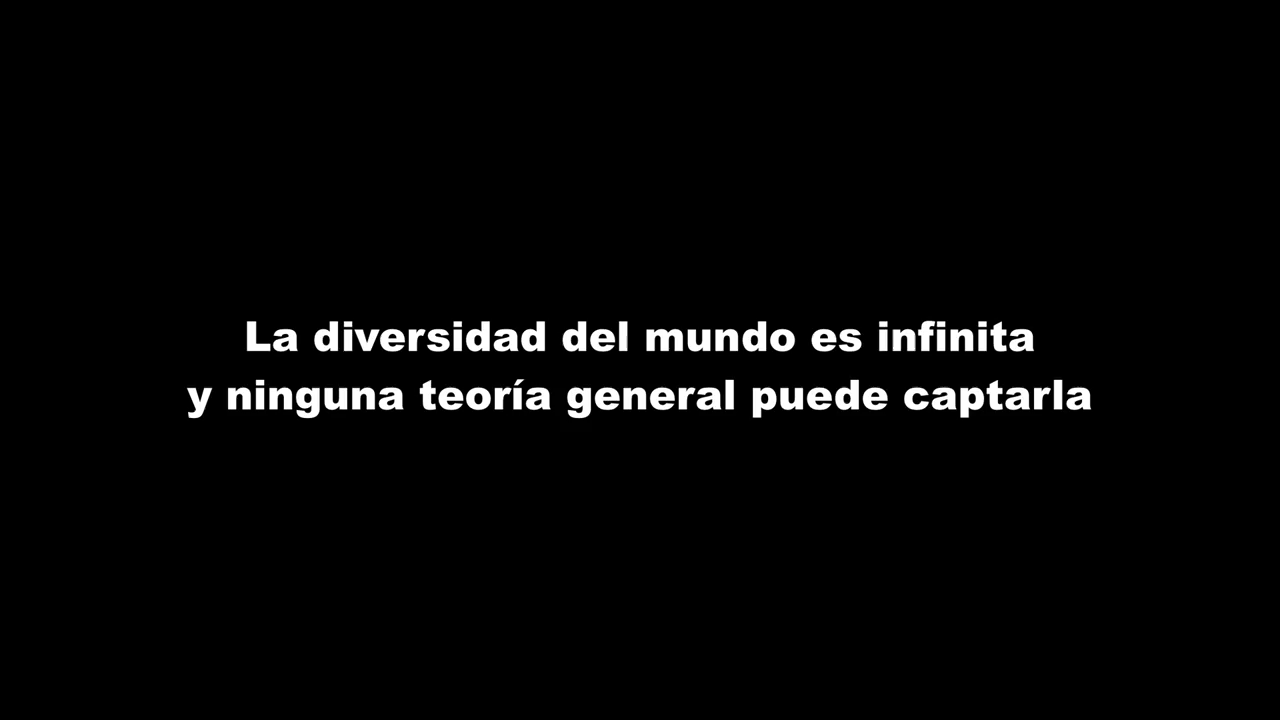 La diversidad del mundo es infinita
y ninguna teoría general puede captarla